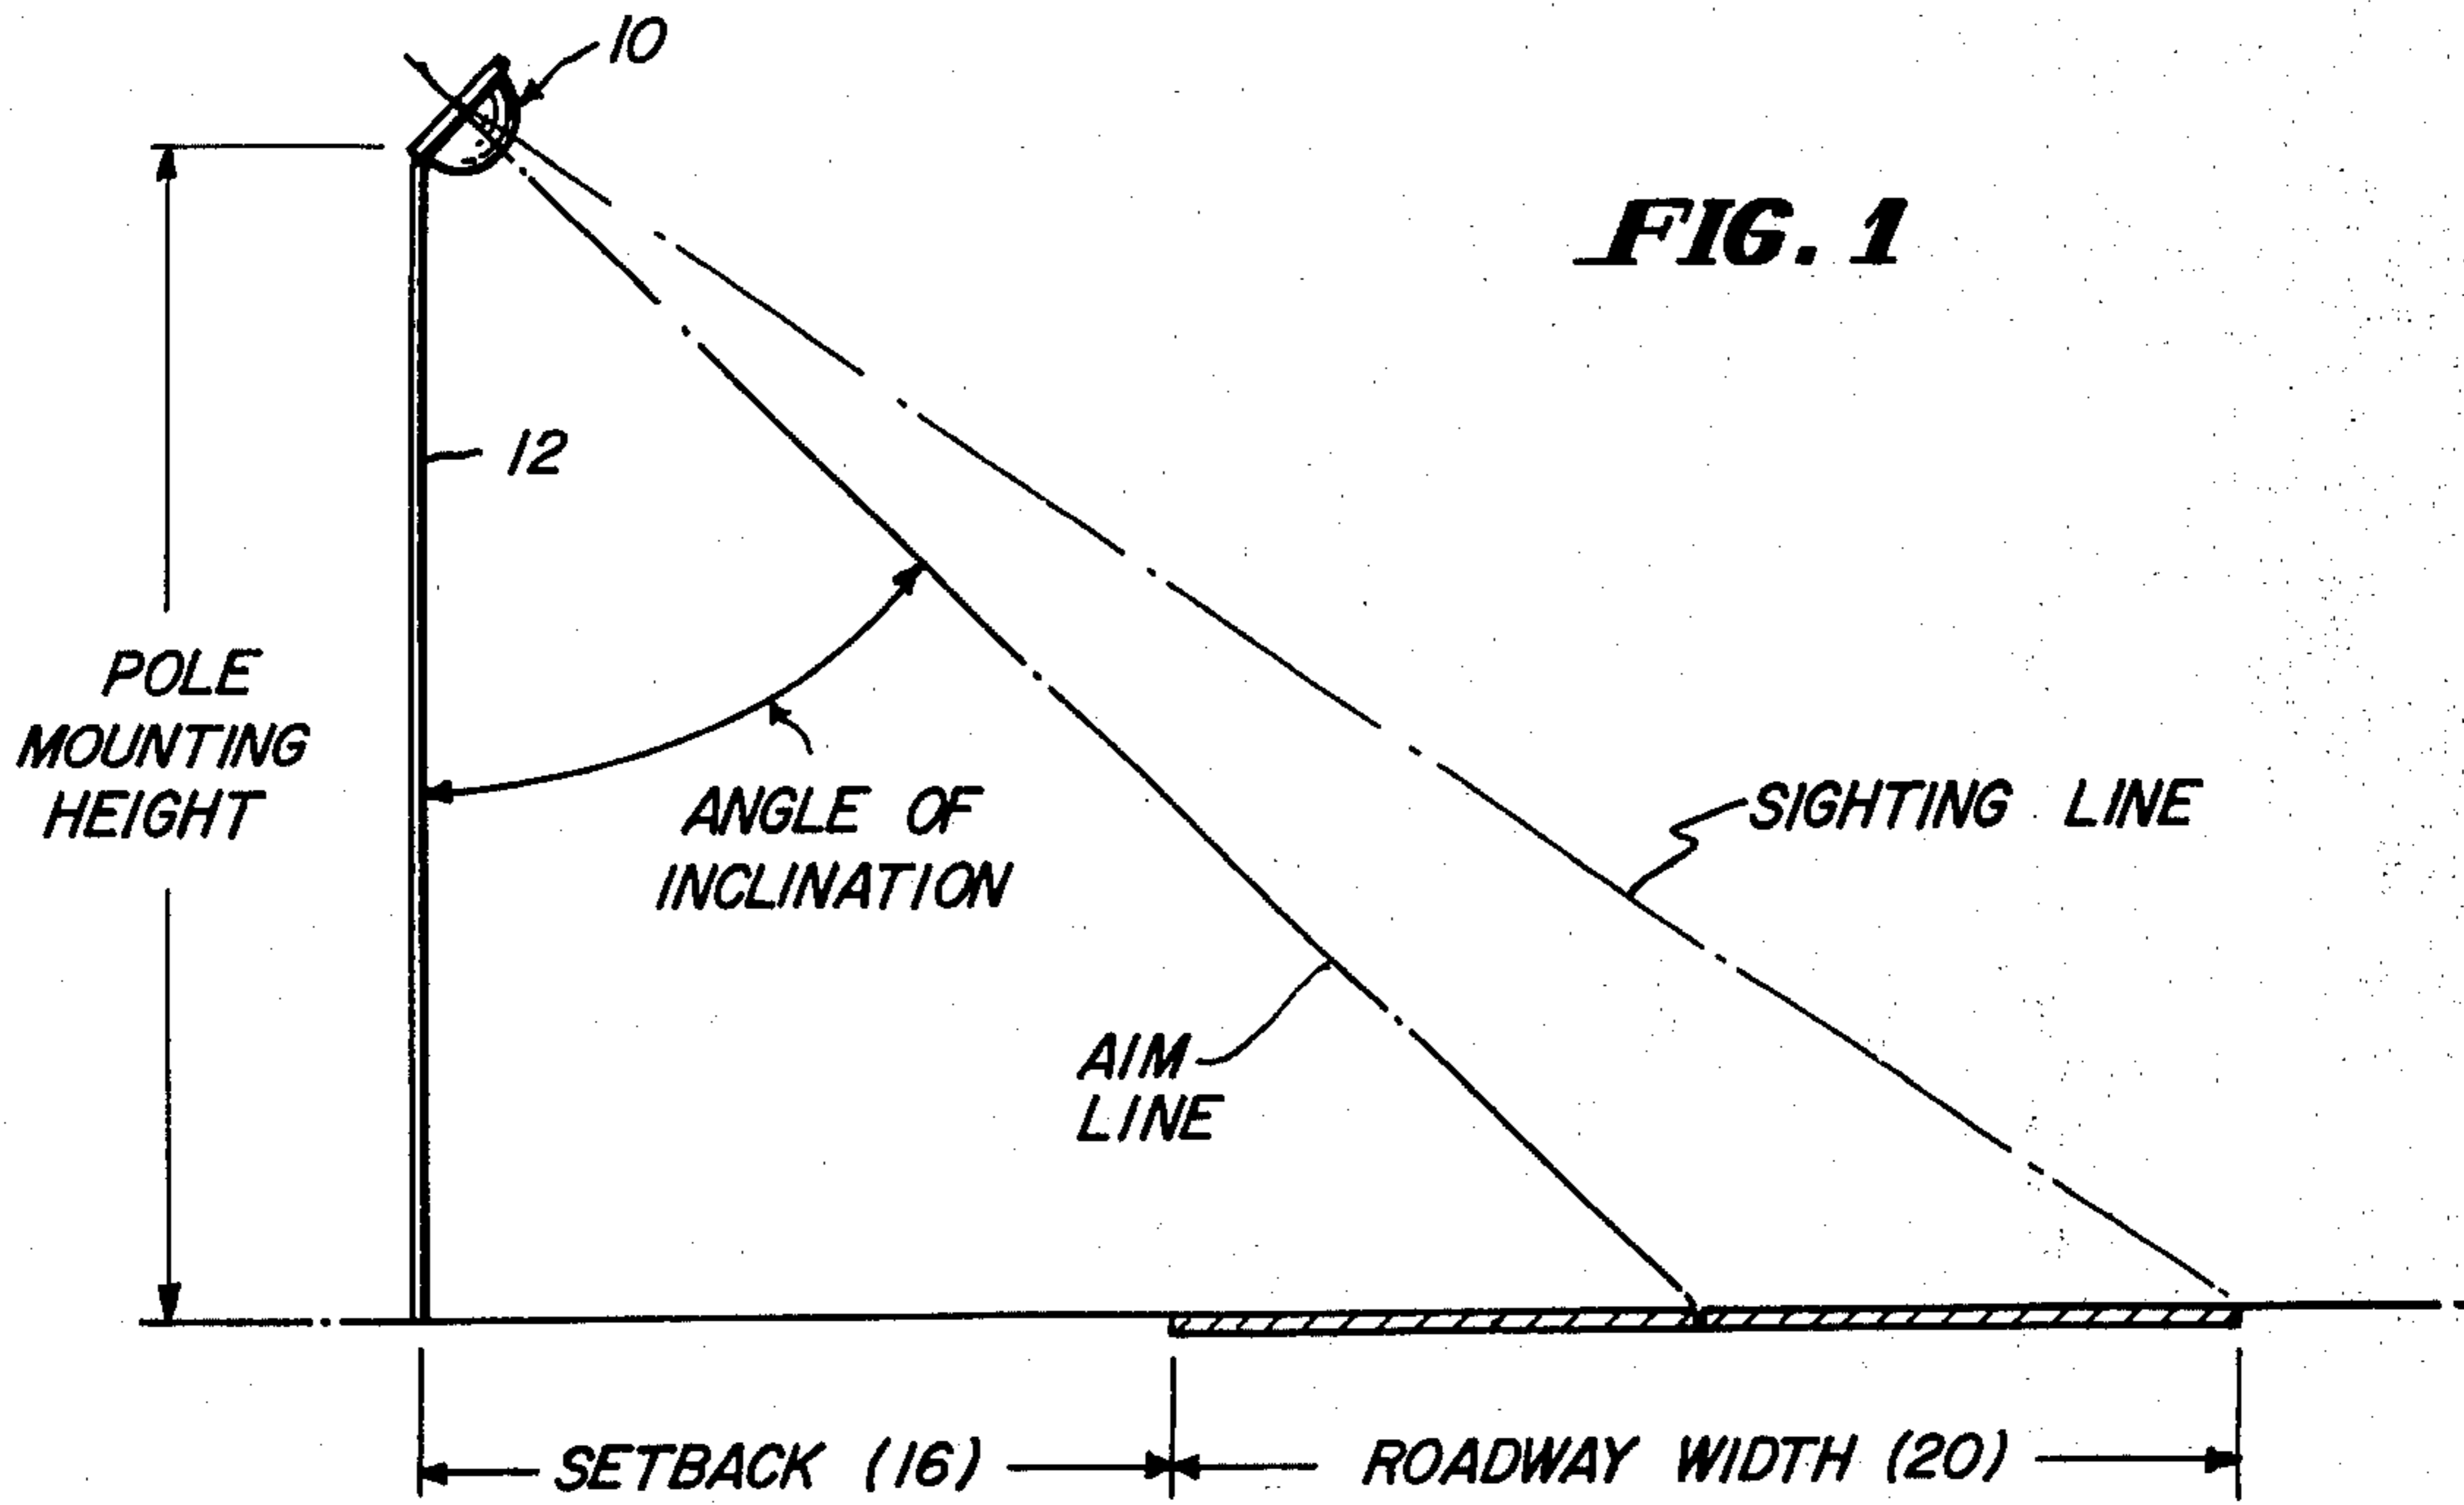 10
FIG. 1
12
POLE
MOUNTING
HEIGHT
ANGLE OF
INCLINATION
SIGHTING LINE
AIM
LINE
SETBACK (16)
ROADWAY WIDTH (20)